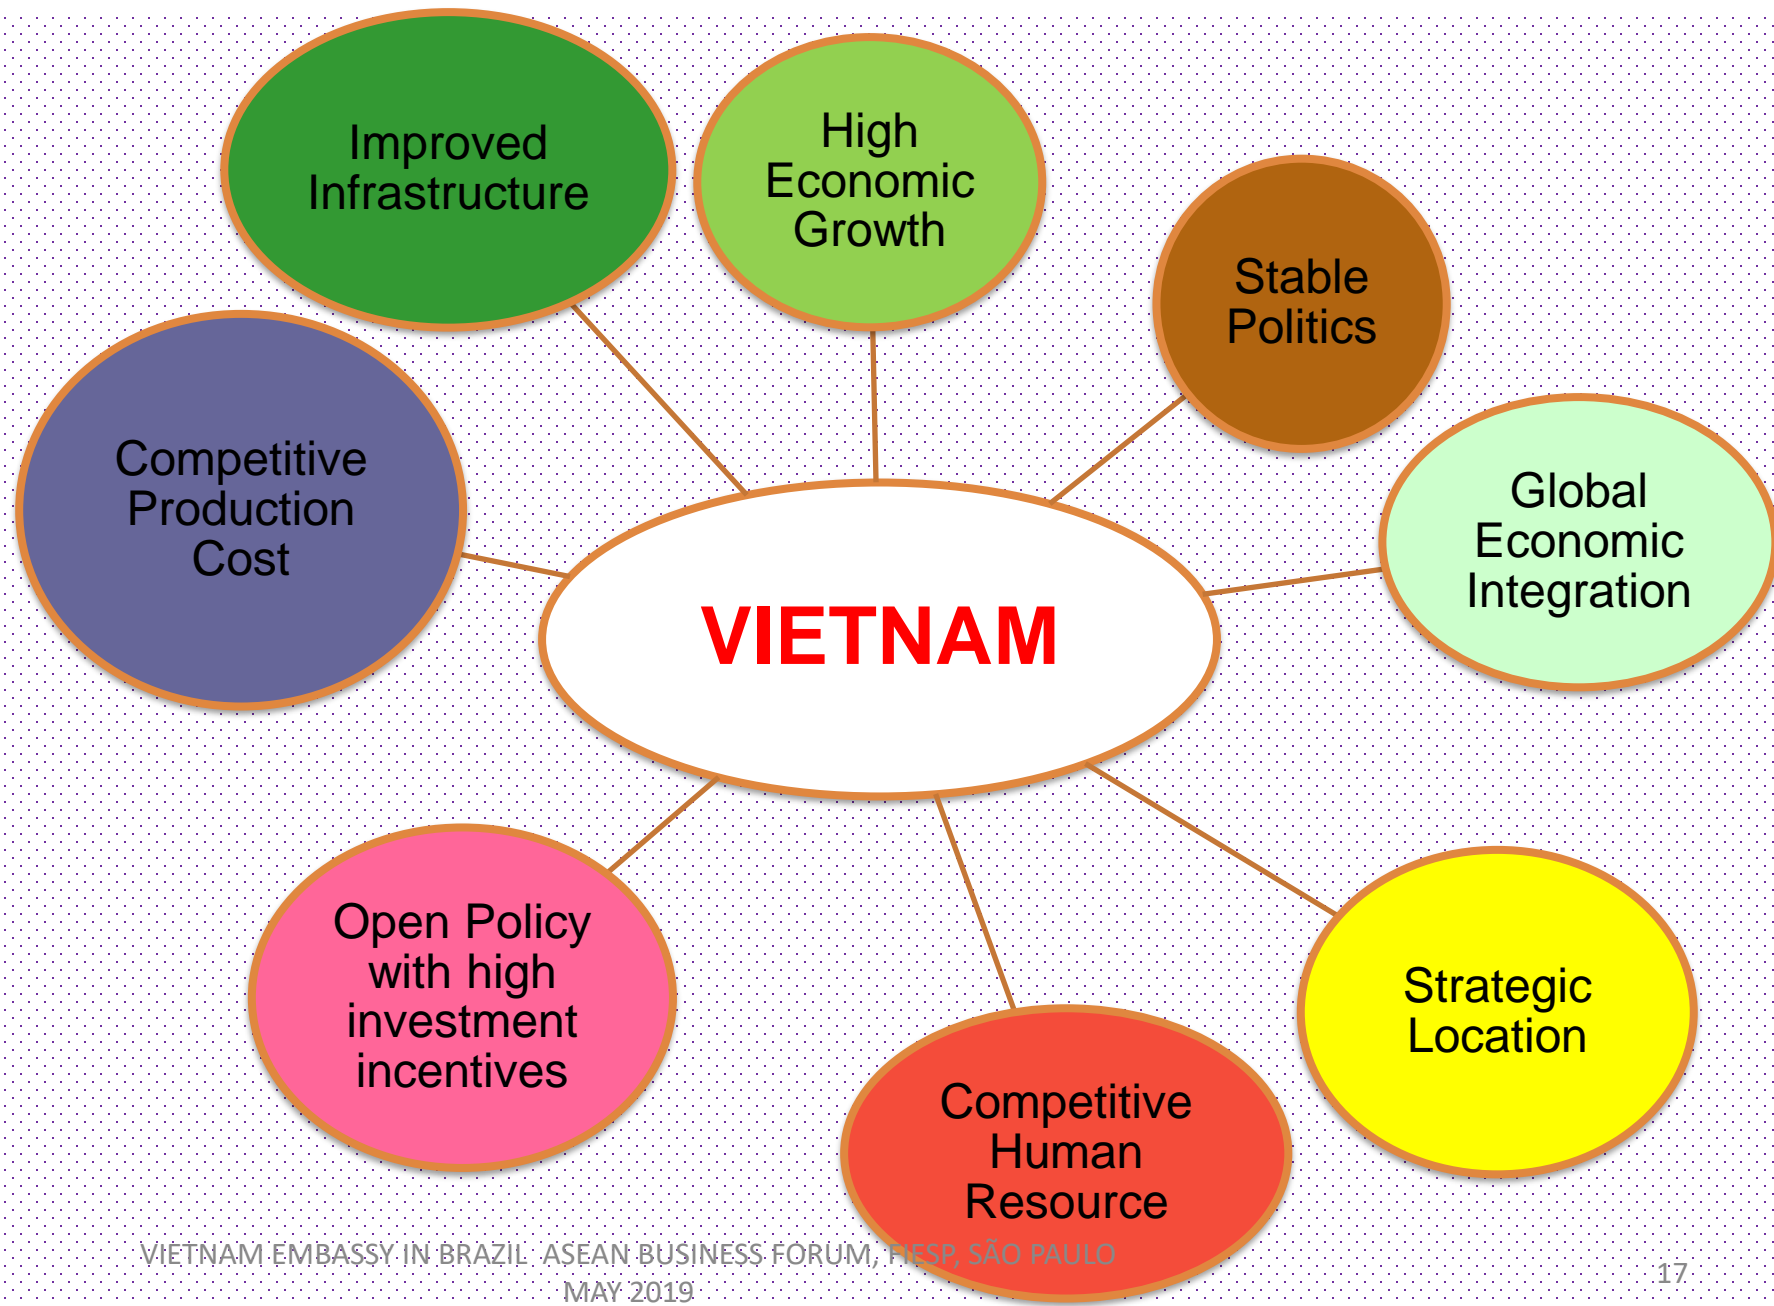 Improved
Infrastructure
High
Economic
Growth
Stable
Politics
Competitive
Production
Cost
Global
Economic
Integration
VIETNAM
Open Policy
with high
investment
incentives
Strategic
Location
Competitive
Human
Resource
VIETNAM EMBASSY IN BRAZIL ASEAN BUSINESS FORUM, FIESP, SÃO PAULO
MAY 2019
17